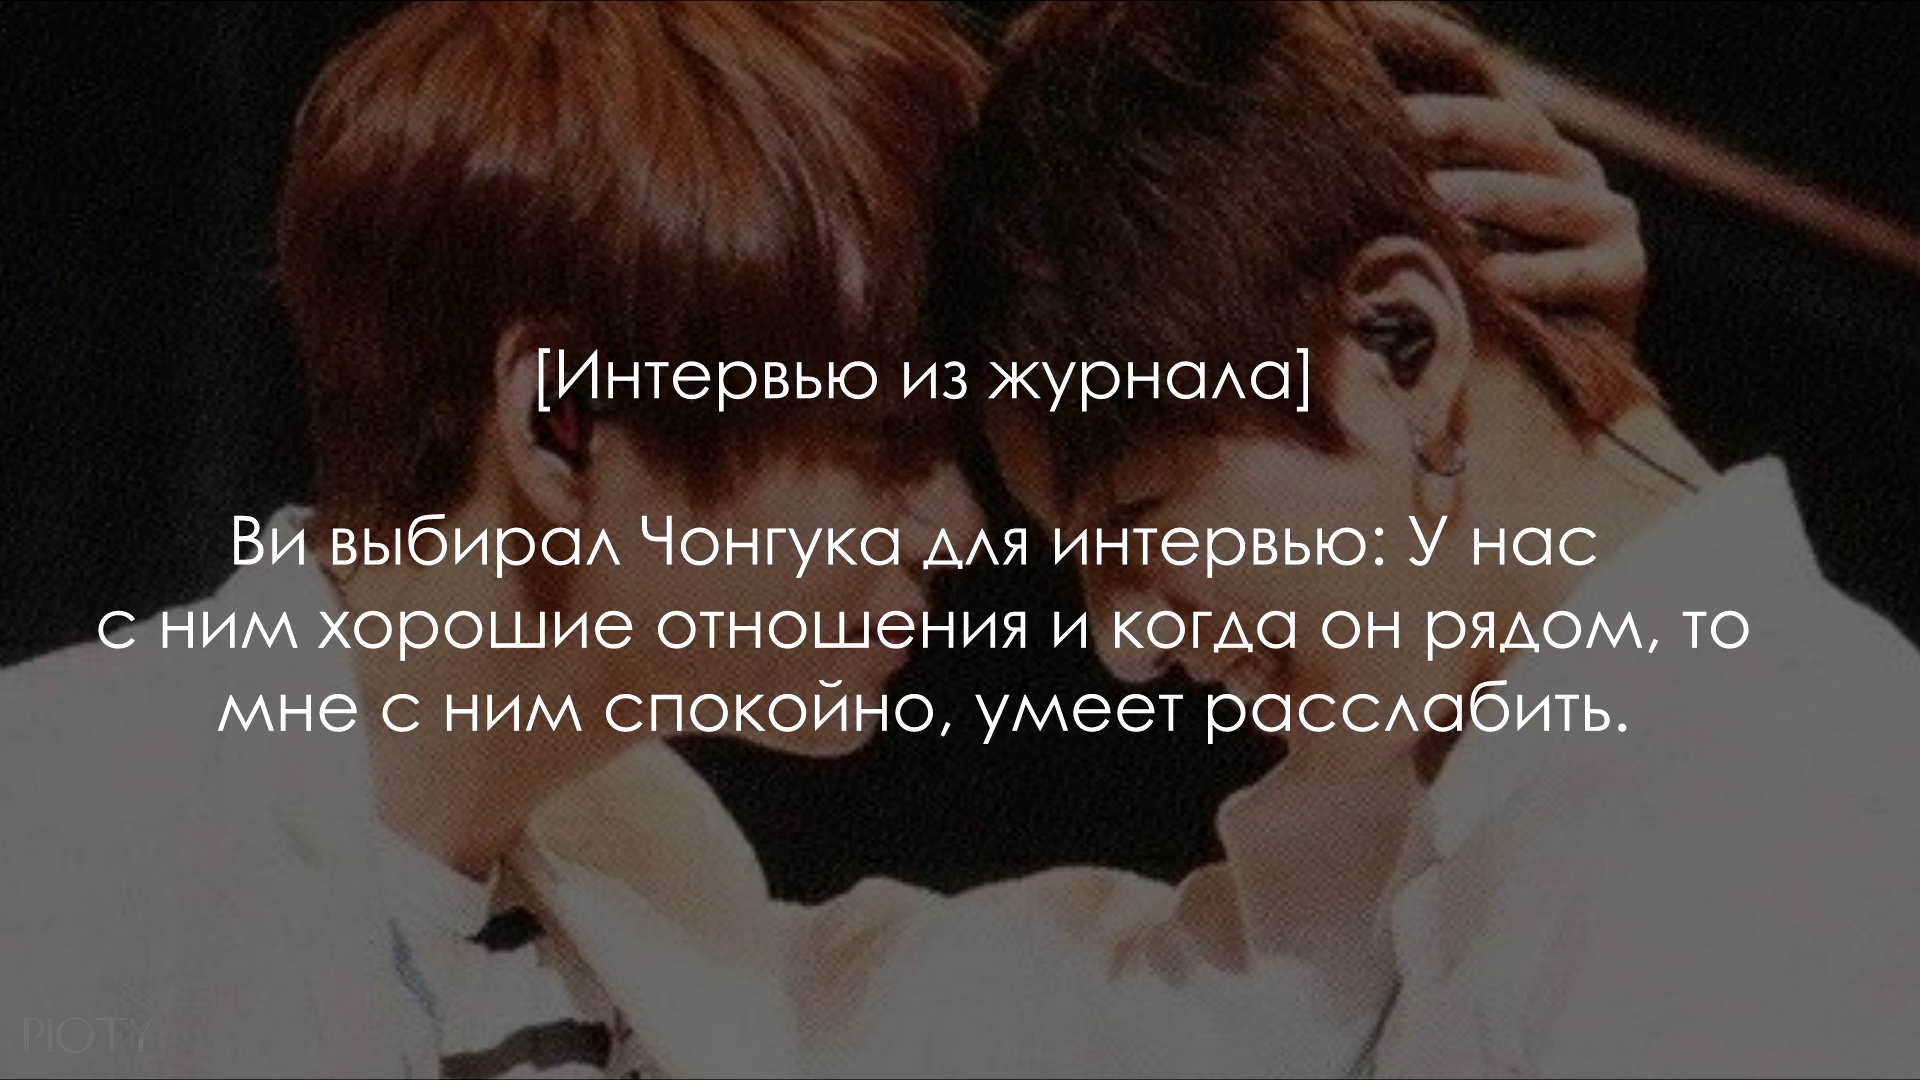 [Интервью из журнала]
Ви выбирал Чонгука для интервью: У нас
с ним хорошие отношения и когда он рядом, то
мне с ним спокойно, умеет расслабить.
PIOTY